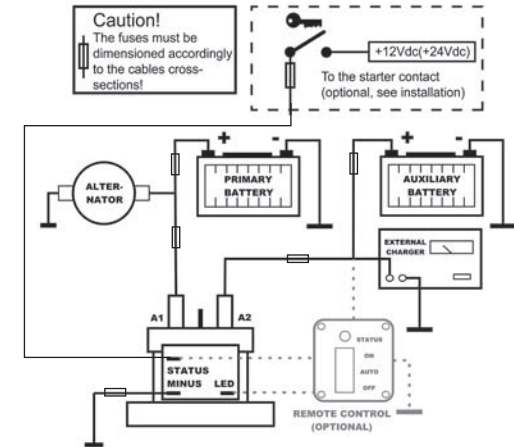 Caution!
The fuses must be
dimensioned accordingly
to the cables cross-
sections!
+12Vdc(+24Vdc)
To the starter contact
(optional, see installation)
+ -
+ -
ALTER-
NATOR
PRIMARY
BATTERY
AUXILIARY
BATTERY
EXTERNAL
CHARGER
A1
A2
STATUS
MINUS LED
STATUS
ON
AUTO
OFF
REMOTE CONTROL
(OPTIONAL)